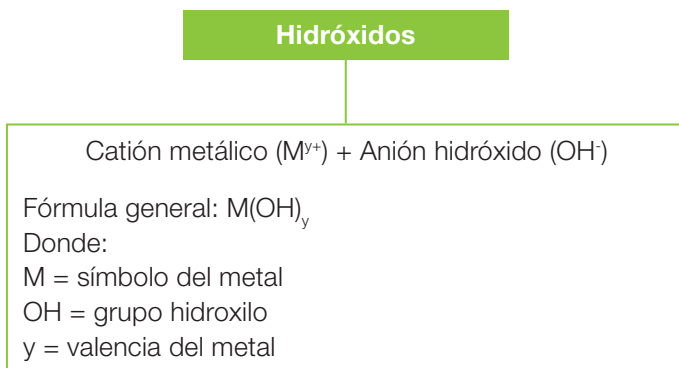 Hidróxidos
Catión metálico (Mʸ⁺) + Anión hidróxido (OH⁻)
Fórmula general: M(OH)ᵧ
Donde:
M = símbolo del metal
OH = grupo hidroxilo
y = valencia del metal